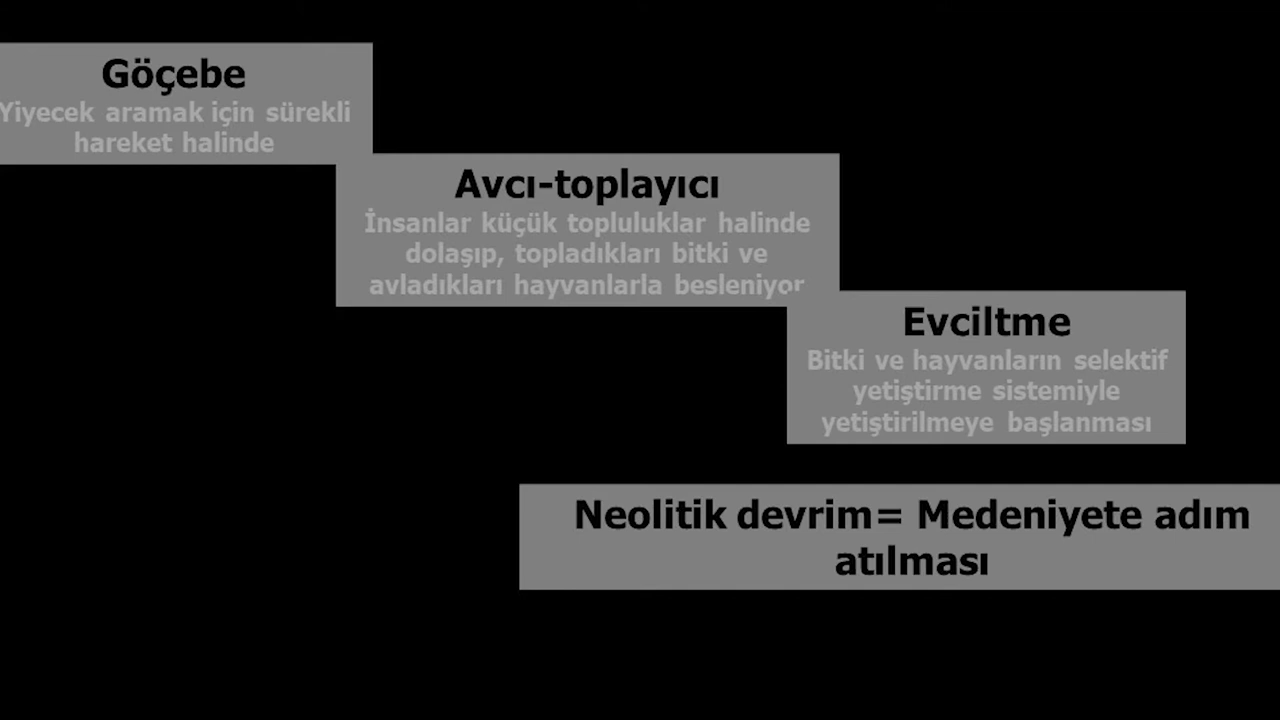 Göçebe
Yiyecek aramak için sürekli
hareket halinde
Avcı-toplayıcı
İnsanlar küçük topluluklar halinde
dolaşıp, topladıkları bitki ve
avladıkları hayvanlarla besleniyor
Evciltme
Bitki ve hayvanların selektif
yetiştirme sistemiyle
yetiştirilmeye başlanması
Neolitik devrim= Medeniyete adım
atılması